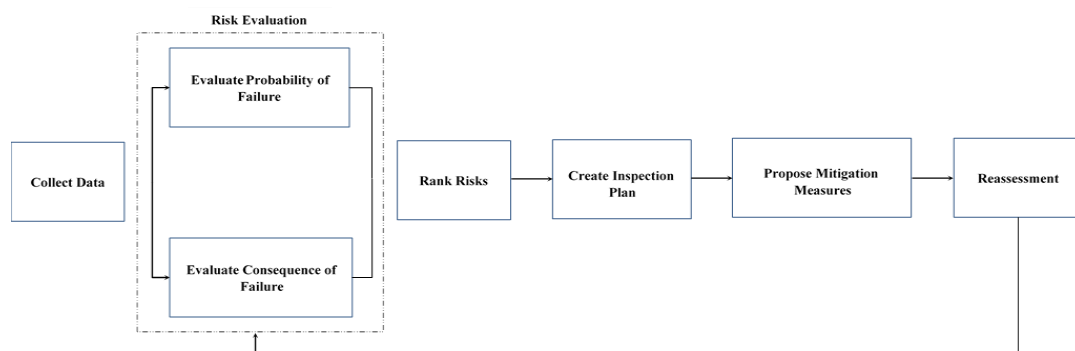 Risk Evaluation
Evaluate Probability of
Failure
Collect Data
Rank Risks
Create Inspection
Plan
Propose Mitigation
Measures
Reassessment
Evaluate Consequence of
Failure